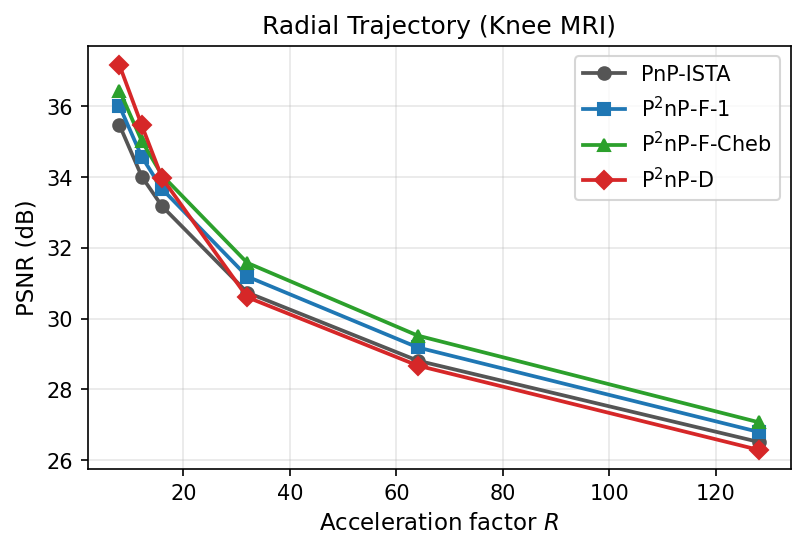 Radial Trajectory (Knee MRI)
PnP-ISTA
P²nP-F-1
P²nP-F-Cheb
P²nP-D
PSNR (dB)
36
34
32
30
28
26
20 40 60 80 100 120
Acceleration factor R